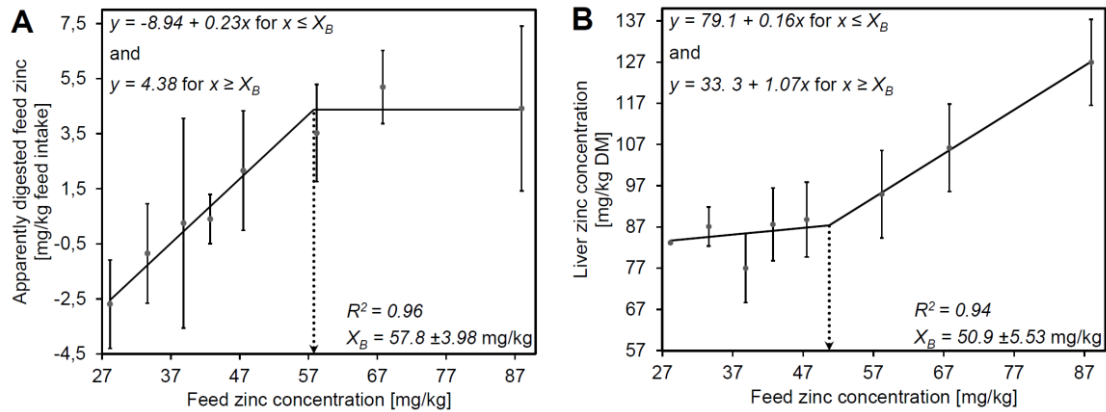 A
y = -8.94 + 0.23x for x ≤ X_B
and
y = 4.38 for x ≥ X_B
7,5
5,5
3,5
1,5
-0,5
-2,5
-4,5
Apparently digested feed zinc
[mg/kg feed intake]
R² = 0.96
X_B = 57.8 ±3.98 mg/kg
27 37 47 57 67 77 87
Feed zinc concentration [mg/kg]
B
y = 79.1 + 0.16x for x ≤ X_B
and
y = 33. 3 + 1.07x for x ≥ X_B
137
127
117
107
97
87
77
67
57
Liver zinc concentration
[mg/kg DM]
R² = 0.94
X_B = 50.9 ±5.53 mg/kg
27 37 47 57 67 77 87
Feed zinc concentration [mg/kg]